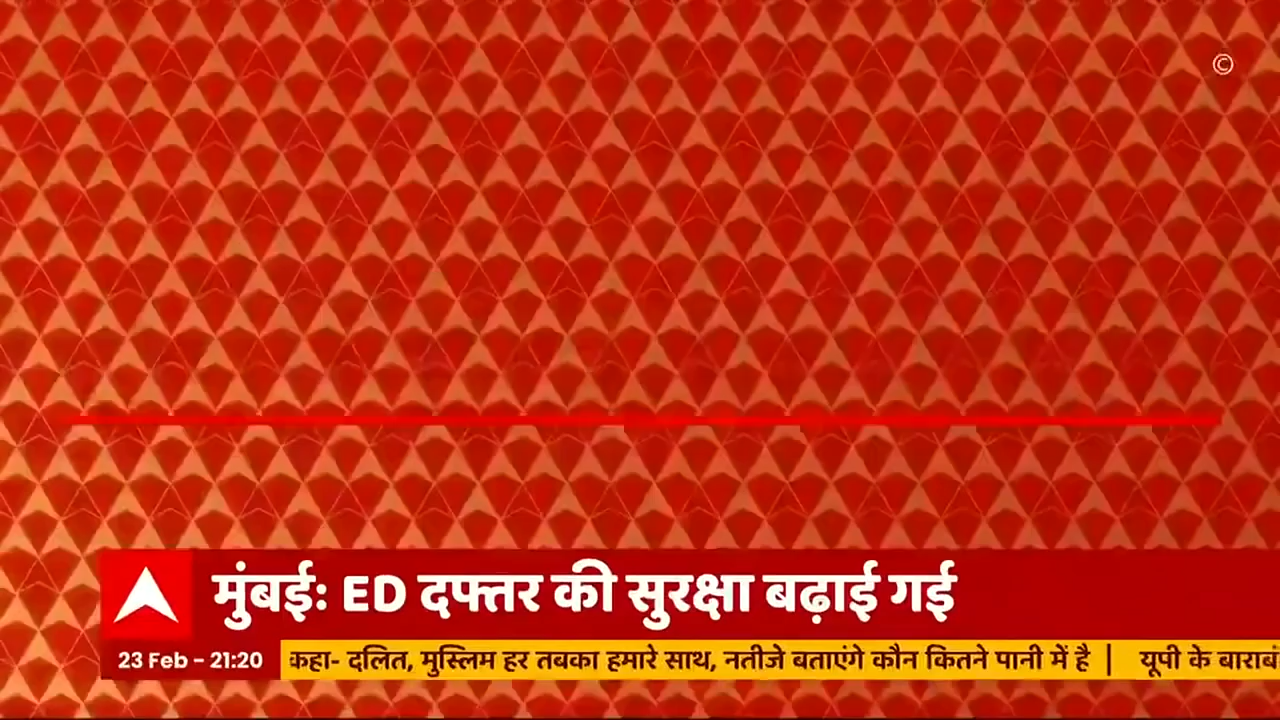 ©
मुंबई: ED दफ्तर की सुरक्षा बढ़ाई गई
23 Feb - 21:20
कहा- दलित, मुस्लिम हर तबका हमारे साथ, नतीजे बताएंगे कौन कितने पानी में है | यूपी के